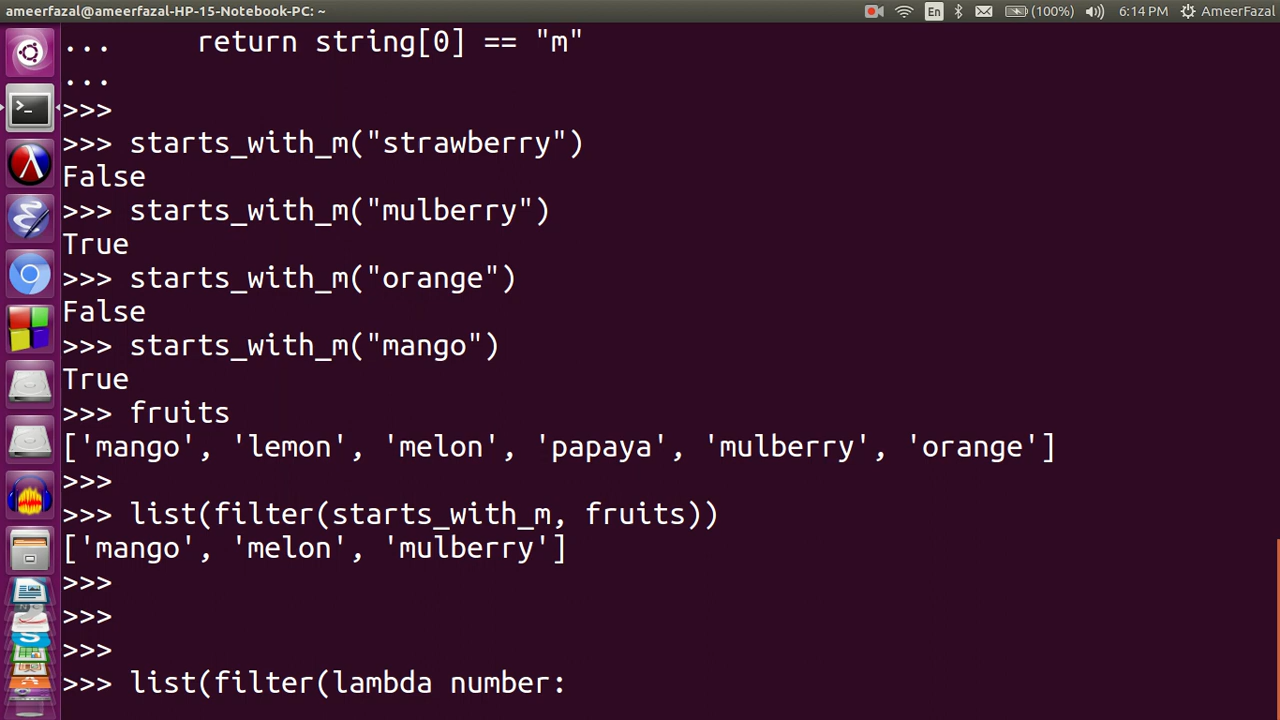 ameerfazal@ameerfazal-HP-15-Notebook-PC: ~ En (100%) 6:14 PM AmeerFazal
...     return string[0] == "m"
...
>>>
>>> starts_with_m("strawberry")
False
>>> starts_with_m("mulberry")
True
>>> starts_with_m("orange")
False
>>> starts_with_m("mango")
True
>>> fruits
['mango', 'lemon', 'melon', 'papaya', 'mulberry', 'orange']
>>>
>>> list(filter(starts_with_m, fruits))
['mango', 'melon', 'mulberry']
>>>
>>>
>>>
>>> list(filter(lambda number: